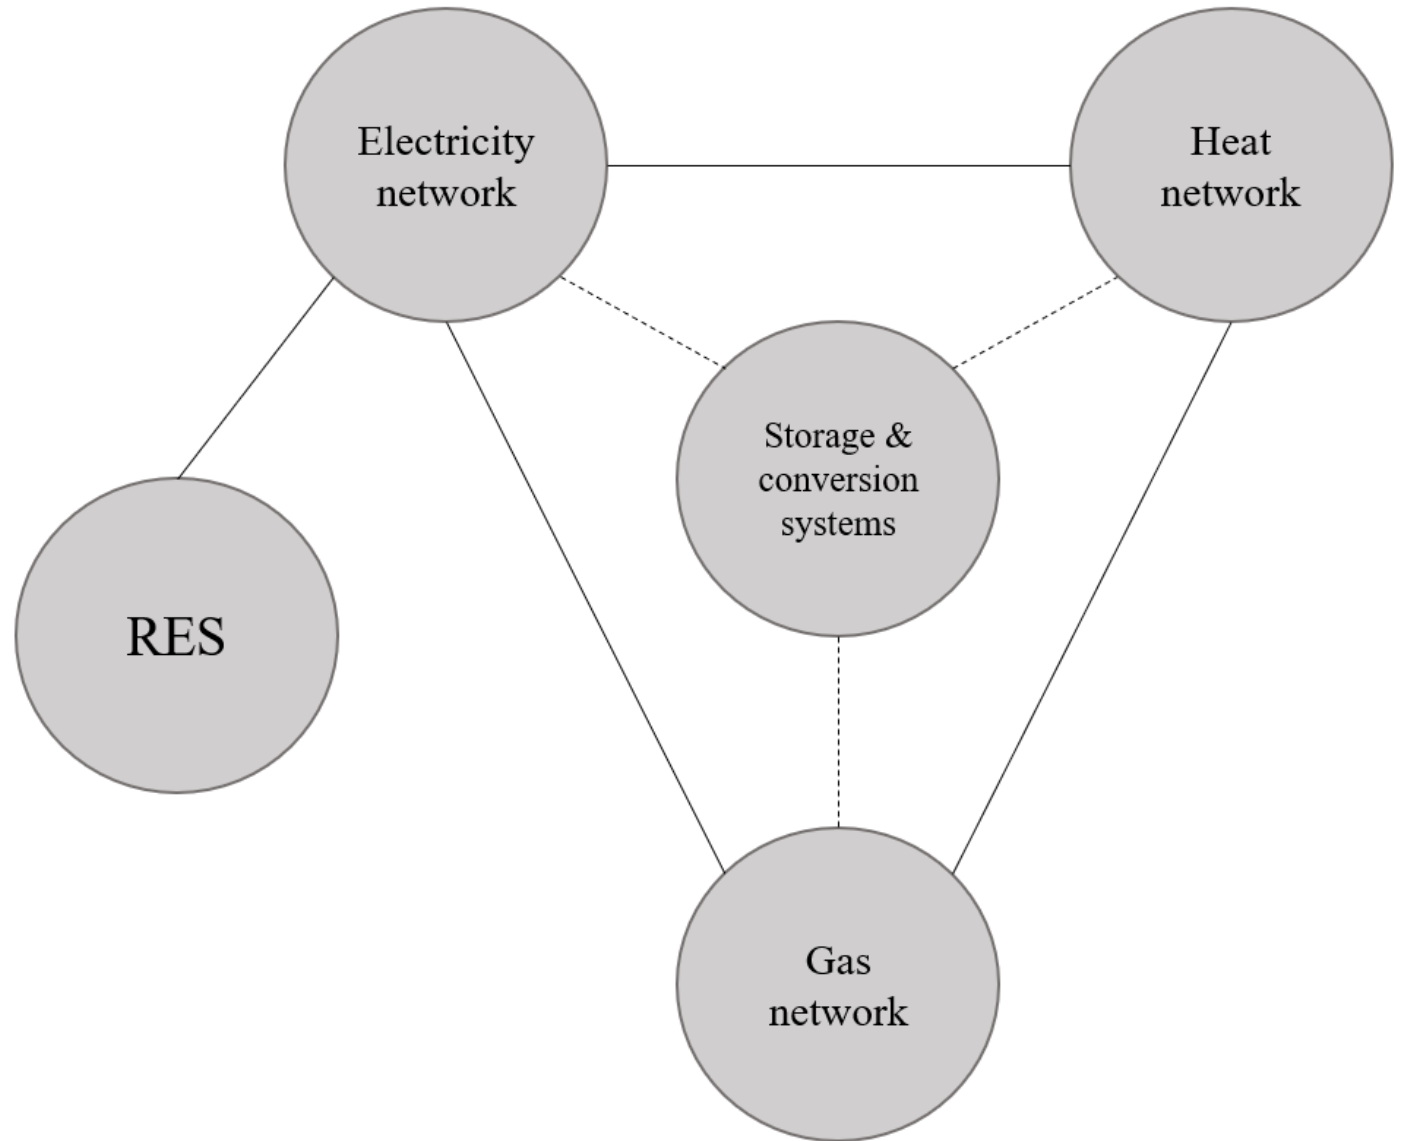 Electricity
network
Heat
network
Storage &
conversion
systems
RES
Gas
network